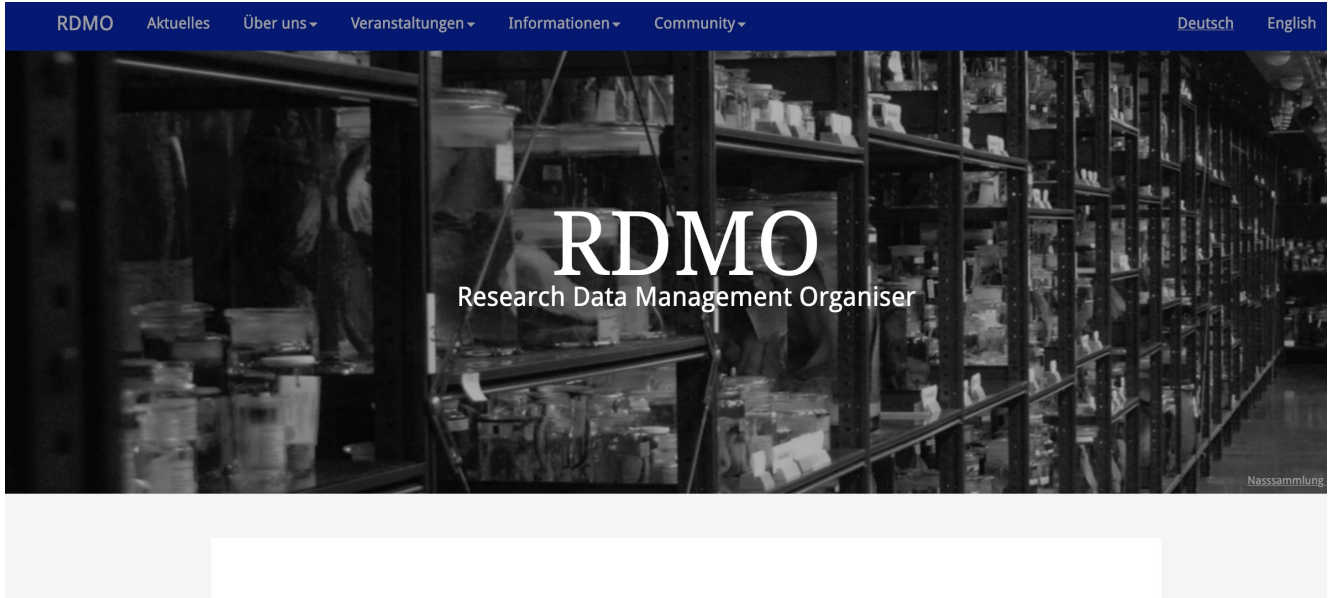 RDMO Aktuelles Über uns Veranstaltungen Informationen Community Deutsch English
RDMO
Research Data Management Organiser
Nasssammlung